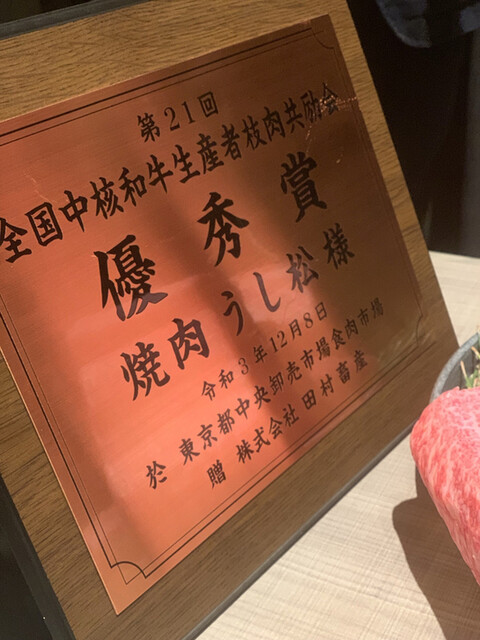 第21回
全国中核和牛生産者枝肉共励会
優秀賞
焼肉うし松様
令和3年12月8日
於 東京都中央卸売市場食肉市場
贈 株式会社 田村畜産